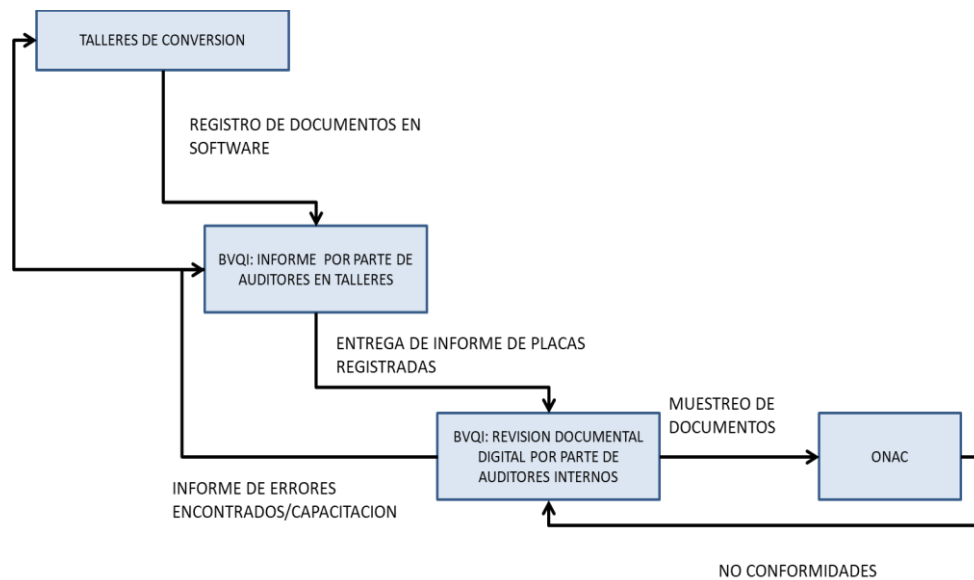 TALLERES DE CONVERSION
REGISTRO DE DOCUMENTOS EN
SOFTWARE
BVQI: INFORME POR PARTE DE
AUDITORES EN TALLERES
ENTREGA DE INFORME DE PLACAS
REGISTRADAS
BVQI: REVISION DOCUMENTAL
DIGITAL POR PARTE DE
AUDITORES INTERNOS
MUESTREO DE
DOCUMENTOS
ONAC
INFORME DE ERRORES
ENCONTRADOS/CAPACITACION
NO CONFORMIDADES